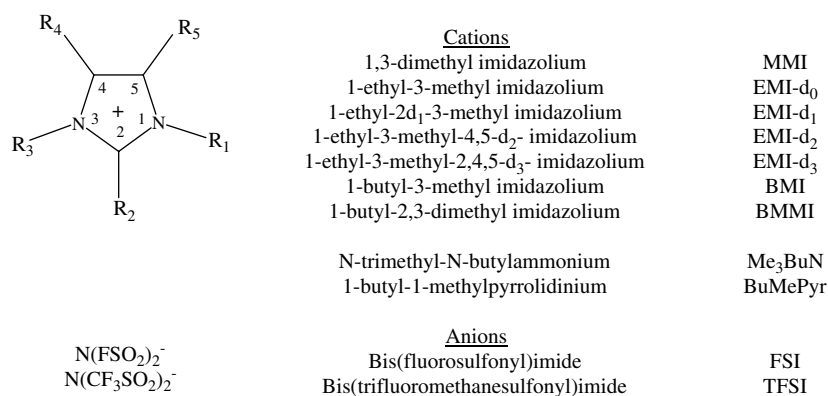 R₄
R₅
4
5
+
N 3
2
1 N
R₃
R₁
R₂
Cations
1,3-dimethyl imidazolium MMI
1-ethyl-3-methyl imidazolium EMI-d₀
1-ethyl-2d₁-3-methyl imidazolium EMI-d₁
1-ethyl-3-methyl-4,5-d₂- imidazolium EMI-d₂
1-ethyl-3-methyl-2,4,5-d₃- imidazolium EMI-d₃
1-butyl-3-methyl imidazolium BMI
1-butyl-2,3-dimethyl imidazolium BMMI
N-trimethyl-N-butylammonium Me₃BuN
1-butyl-1-methylpyrrolidinium BuMePyr
Anions
N(FSO₂)₂⁻ Bis(fluorosulfonyl)imide FSI
N(CF₃SO₂)₂⁻ Bis(trifluoromethanesulfonyl)imide TFSI